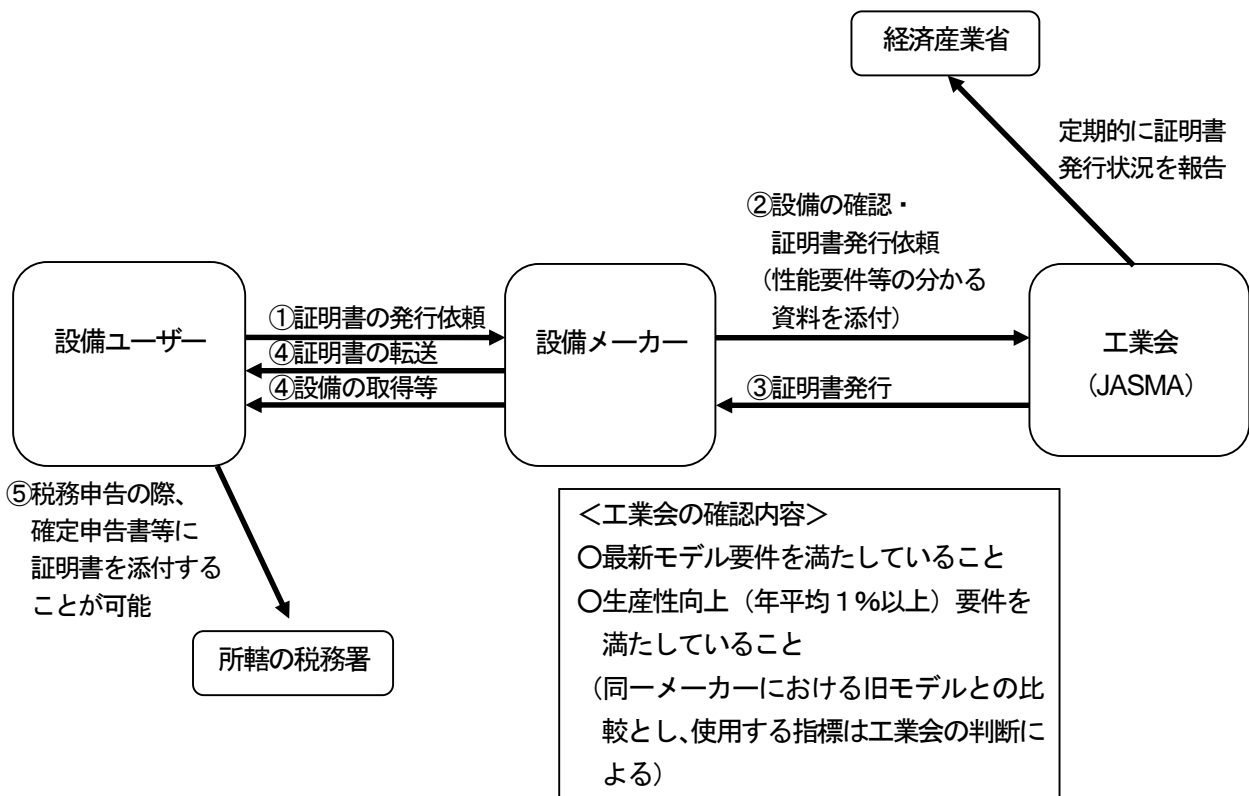 経済産業省
定期的に証明書
発行状況を報告
②設備の確認・
証明書発行依頼
（性能要件等の分かる
資料を添付）
設備ユーザー
①証明書の発行依頼
④証明書の転送
④設備の取得等
設備メーカー
③証明書発行
工業会
（JASMA）
⑤税務申告の際、
確定申告書等に
証明書を添付する
ことが可能
所轄の税務署
＜工業会の確認内容＞
○最新モデル要件を満たしていること
○生産性向上（年平均１％以上）要件を
満たしていること
（同一メーカーにおける旧モデルとの比
較とし、使用する指標は工業会の判断に
よる）